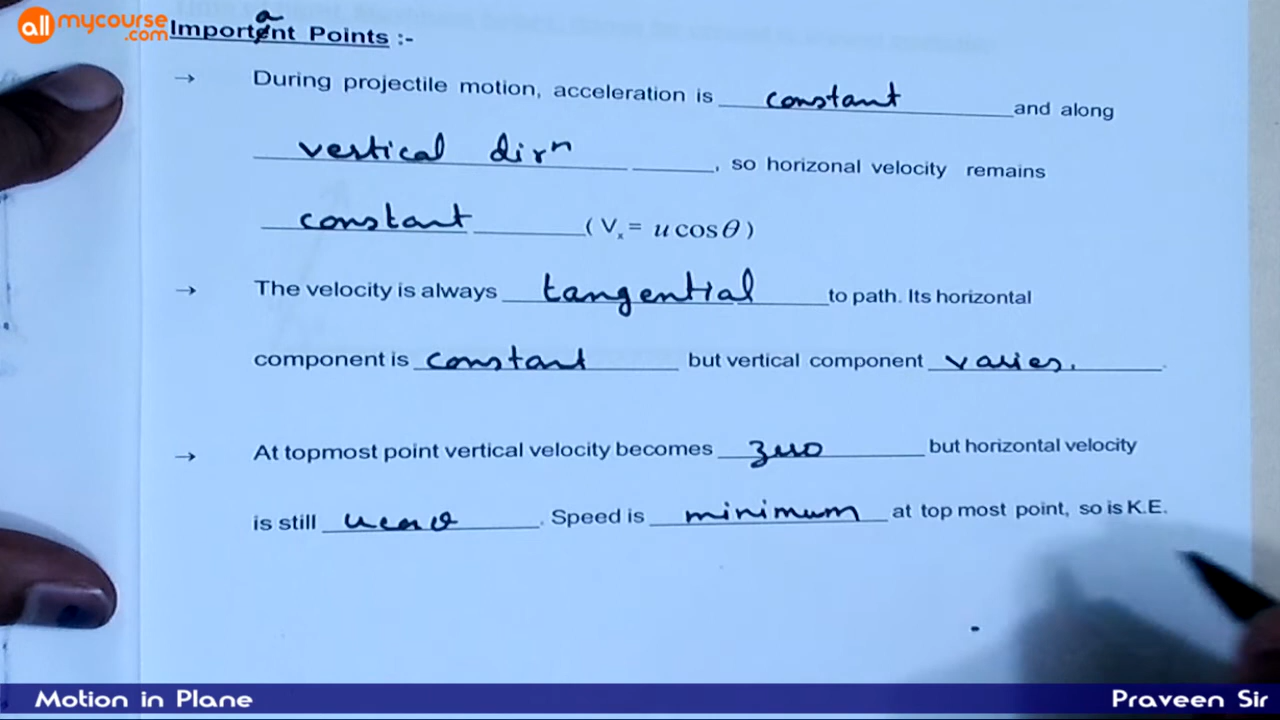 all mycourse
.com
a
Importent Points :-
→ During projectile motion, acceleration is constant and along
vertical dirⁿ , so horizonal velocity remains
constant ( Vx = u cosθ )
→ The velocity is always tangential to path. Its horizontal
component is constant but vertical component varies.
→ At topmost point vertical velocity becomes zero but horizontal velocity
is still ucosθ . Speed is minimum at top most point, so is K.E.
Motion in Plane
Praveen Sir